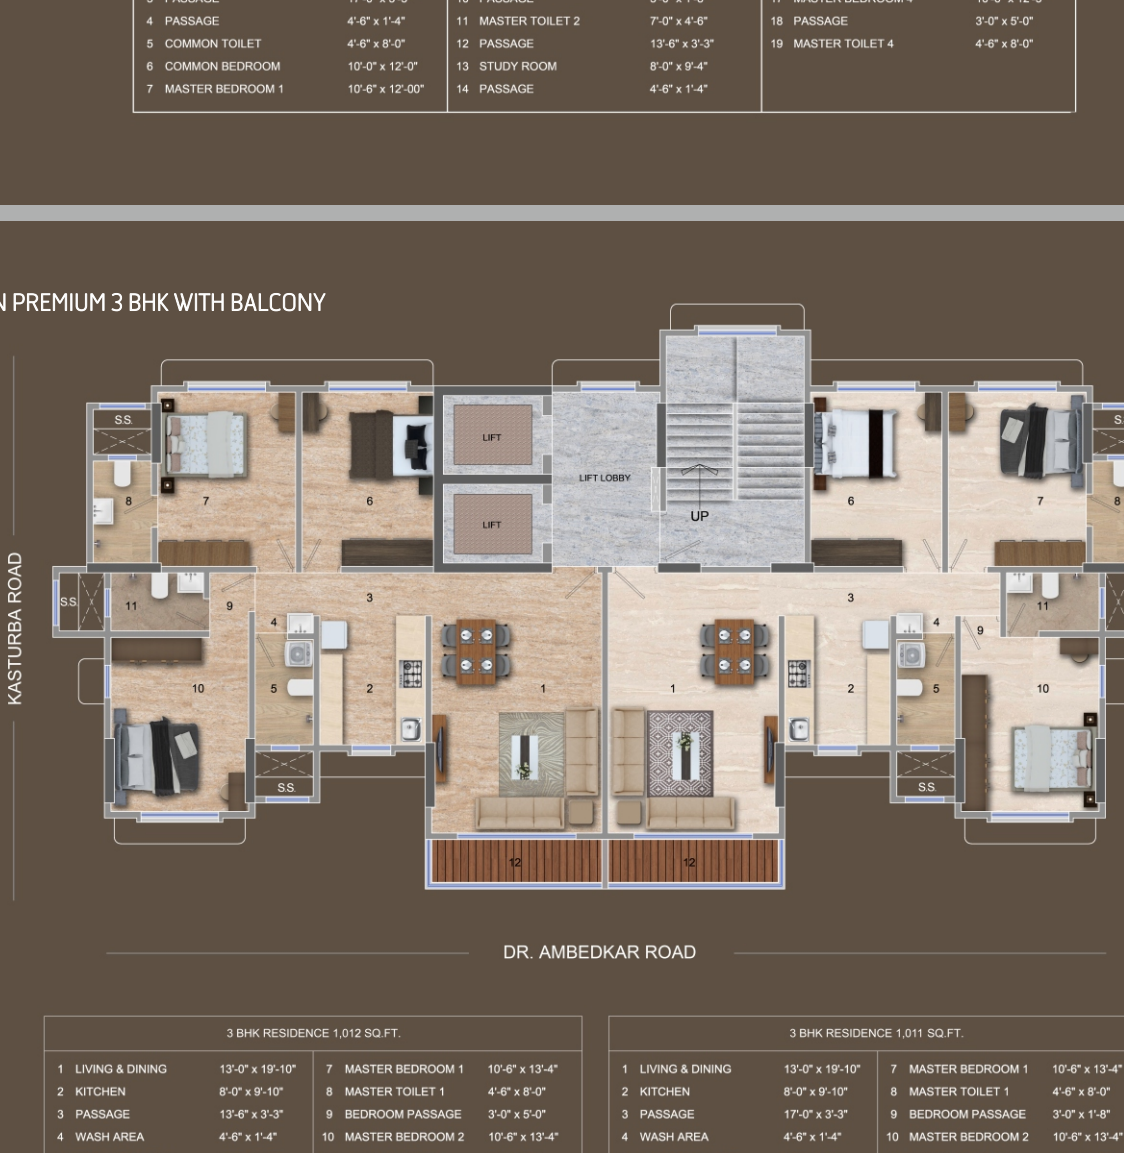 4 PASSAGE 4'-6" x 1'-4" 11 MASTER TOILET 2 7'-0" x 4'-6" 18 PASSAGE 3'-0" x 5'-0"
5 COMMON TOILET 4'-6" x 8'-0" 12 PASSAGE 13'-6" x 3'-3" 19 MASTER TOILET 4 4'-6" x 8'-0"
6 COMMON BEDROOM 10'-0" x 12'-0" 13 STUDY ROOM 8'-0" x 9'-4"
7 MASTER BEDROOM 1 10'-6" x 12'-00" 14 PASSAGE 4'-6" x 1'-4"
N PREMIUM 3 BHK WITH BALCONY
S.S. LIFT S.
LIFT LOBBY
8 7 6 6 7 8
LIFT UP
KASTURBA ROAD
S.S. 11 9 3 3 11
4 4 9
10 5 2 1 1 2 5 10
S.S. S.S.
12 12
DR. AMBEDKAR ROAD
3 BHK RESIDENCE 1,012 SQ.FT.
1 LIVING & DINING 13'-0" x 19'-10" 7 MASTER BEDROOM 1 10'-6" x 13'-4"
2 KITCHEN 8'-0" x 9'-10" 8 MASTER TOILET 1 4'-6" x 8'-0"
3 PASSAGE 13'-6" x 3'-3" 9 BEDROOM PASSAGE 3'-0" x 5'-0"
4 WASH AREA 4'-6" x 1'-4" 10 MASTER BEDROOM 2 10'-6" x 13'-4"
3 BHK RESIDENCE 1,011 SQ.FT.
1 LIVING & DINING 13'-0" x 19'-10" 7 MASTER BEDROOM 1 10'-6" x 13'-4"
2 KITCHEN 8'-0" x 9'-10" 8 MASTER TOILET 1 4'-6" x 8'-0"
3 PASSAGE 17'-0" x 3'-3" 9 BEDROOM PASSAGE 3'-0" x 1'-8"
4 WASH AREA 4'-6" x 1'-4" 10 MASTER BEDROOM 2 10'-6" x 13'-4"